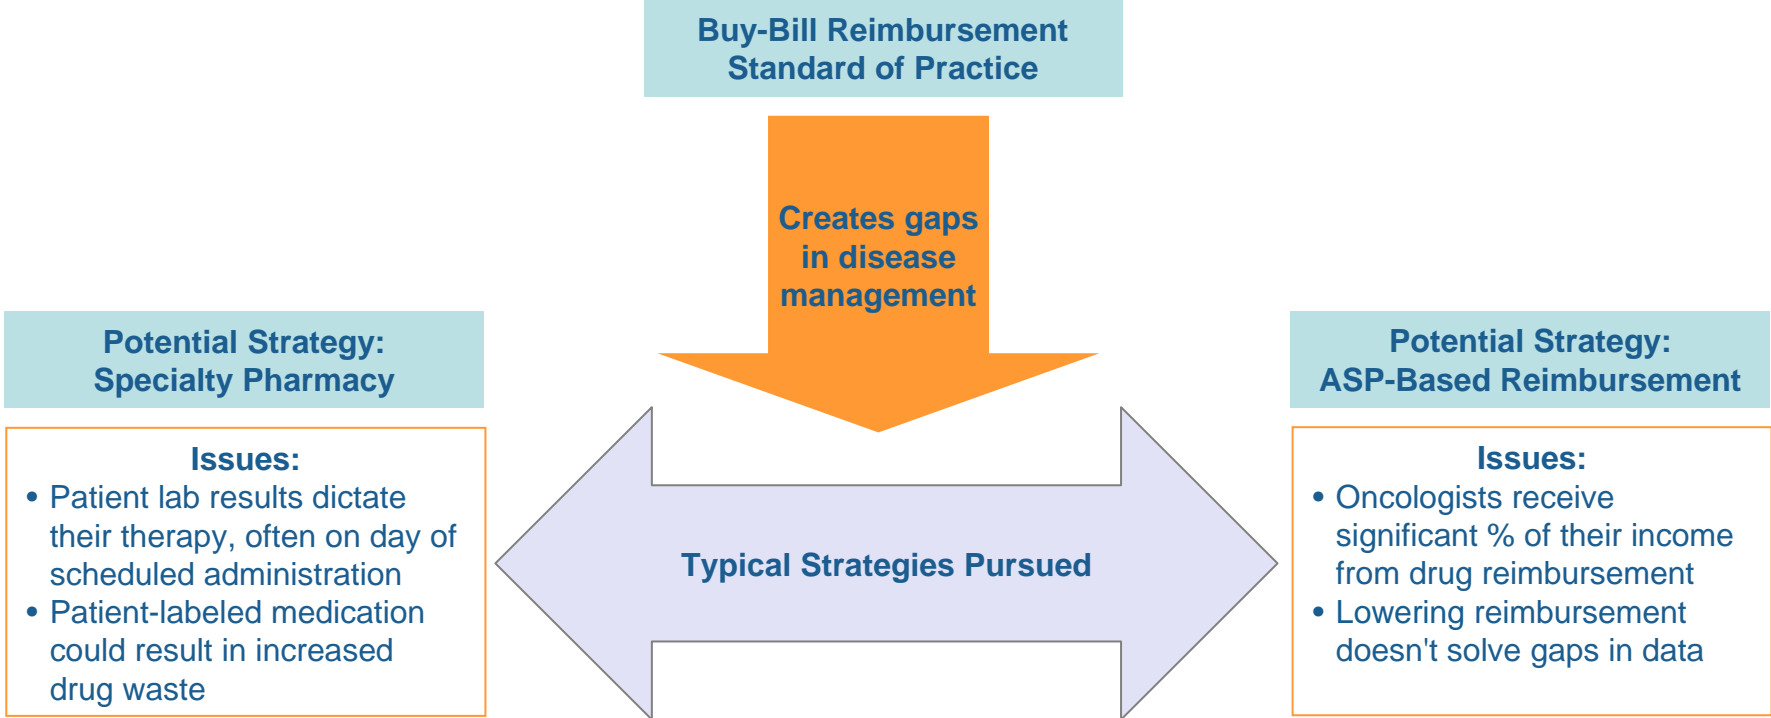 Buy-Bill Reimbursement
Standard of Practice
Creates gaps
in disease
management
Potential Strategy:
Specialty Pharmacy
Issues:
• Patient lab results dictate
their therapy, often on day of
scheduled administration
• Patient-labeled medication
could result in increased
drug waste
Typical Strategies Pursued
Potential Strategy:
ASP-Based Reimbursement
Issues:
• Oncologists receive
significant % of their income
from drug reimbursement
• Lowering reimbursement
doesn't solve gaps in data